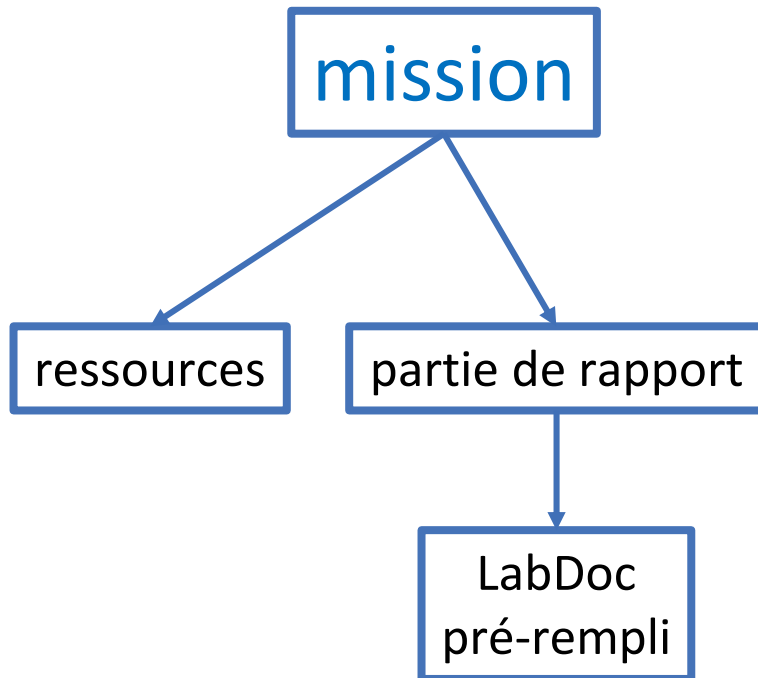 mission
ressources
partie de rapport
LabDoc
pré-rempli